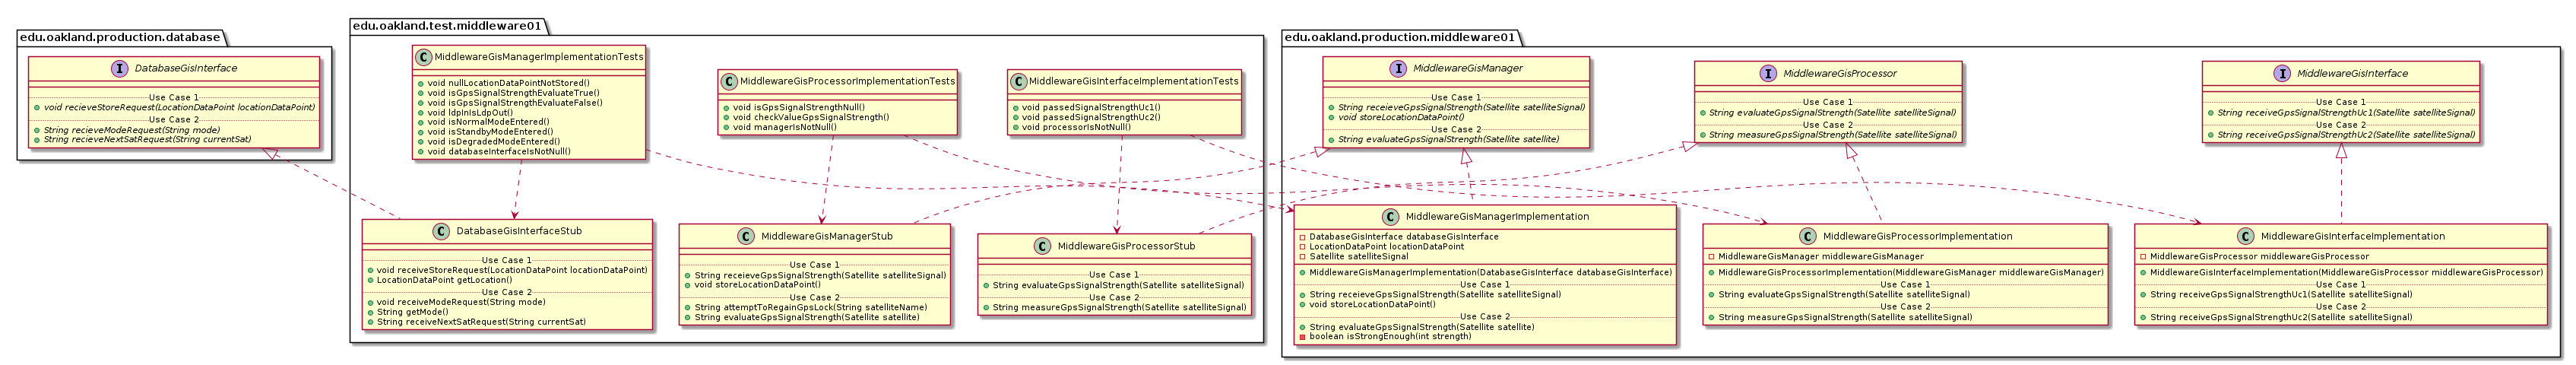 edu.oakland.production.database
I DatabaseGisInterface
Use Case 1
void recieveStoreRequest(LocationDataPoint locationDataPoint)
Use Case 2
String recieveModeRequest(String mode)
String recieveNextSatRequest(String currentSat)
edu.oakland.test.middleware01
C MiddlewareGisManagerImplementationTests
void nullLocationDataPointNotStored()
void isGpsSignalStrengthEvaluateTrue()
void isGpsSignalStrengthEvaluateFalse()
void ldpInIsLdpOut()
void isNormalModeEntered()
void isStandbyModeEntered()
void isDegradedModeEntered()
void databaseInterfaceIsNotNull()
C MiddlewareGisProcessorImplementationTests
void isGpsSignalStrengthNull()
void checkValueGpsSignalStrength()
void managerIsNotNull()
C MiddlewareGisInterfaceImplementationTests
void passedSignalStrengthUc1()
void passedSignalStrengthUc2()
void processorIsNotNull()
C DatabaseGisInterfaceStub
Use Case 1
void receiveStoreRequest(LocationDataPoint locationDataPoint)
LocationDataPoint getLocation()
Use Case 2
void receiveModeRequest(String mode)
String getMode()
String receiveNextSatRequest(String currentSat)
C MiddlewareGisManagerStub
Use Case 1
String receieveGpsSignalStrength(Satellite satelliteSignal)
void storeLocationDataPoint()
Use Case 2
String attemptToRegainGpsLock(String satelliteName)
String evaluateGpsSignalStrength(Satellite satellite)
C MiddlewareGisProcessorStub
Use Case 1
String evaluateGpsSignalStrength(Satellite satelliteSignal)
Use Case 2
String measureGpsSignalStrength(Satellite satelliteSignal)
edu.oakland.production.middleware01
I MiddlewareGisManager
Use Case 1
String receieveGpsSignalStrength(Satellite satelliteSignal)
void storeLocationDataPoint()
Use Case 2
String evaluateGpsSignalStrength(Satellite satellite)
I MiddlewareGisProcessor
Use Case 1
String evaluateGpsSignalStrength(Satellite satelliteSignal)
Use Case 2
String measureGpsSignalStrength(Satellite satelliteSignal)
I MiddlewareGisInterface
Use Case 1
String receiveGpsSignalStrengthUc1(Satellite satelliteSignal)
Use Case 2
String receiveGpsSignalStrengthUc2(Satellite satelliteSignal)
C MiddlewareGisManagerImplementation
DatabaseGisInterface databaseGisInterface
LocationDataPoint locationDataPoint
Satellite satelliteSignal
MiddlewareGisManagerImplementation(DatabaseGisInterface databaseGisInterface)
Use Case 1
String receieveGpsSignalStrength(Satellite satelliteSignal)
void storeLocationDataPoint()
Use Case 2
String evaluateGpsSignalStrength(Satellite satellite)
boolean isStrongEnough(int strength)
C MiddlewareGisProcessorImplementation
MiddlewareGisManager middlewareGisManager
MiddlewareGisProcessorImplementation(MiddlewareGisManager middlewareGisManager)
Use Case 1
String evaluateGpsSignalStrength(Satellite satelliteSignal)
Use Case 2
String measureGpsSignalStrength(Satellite satelliteSignal)
C MiddlewareGisInterfaceImplementation
MiddlewareGisProcessor middlewareGisProcessor
MiddlewareGisInterfaceImplementation(MiddlewareGisProcessor middlewareGisProcessor)
Use Case 1
String receiveGpsSignalStrengthUc1(Satellite satelliteSignal)
Use Case 2
String receiveGpsSignalStrengthUc2(Satellite satelliteSignal)